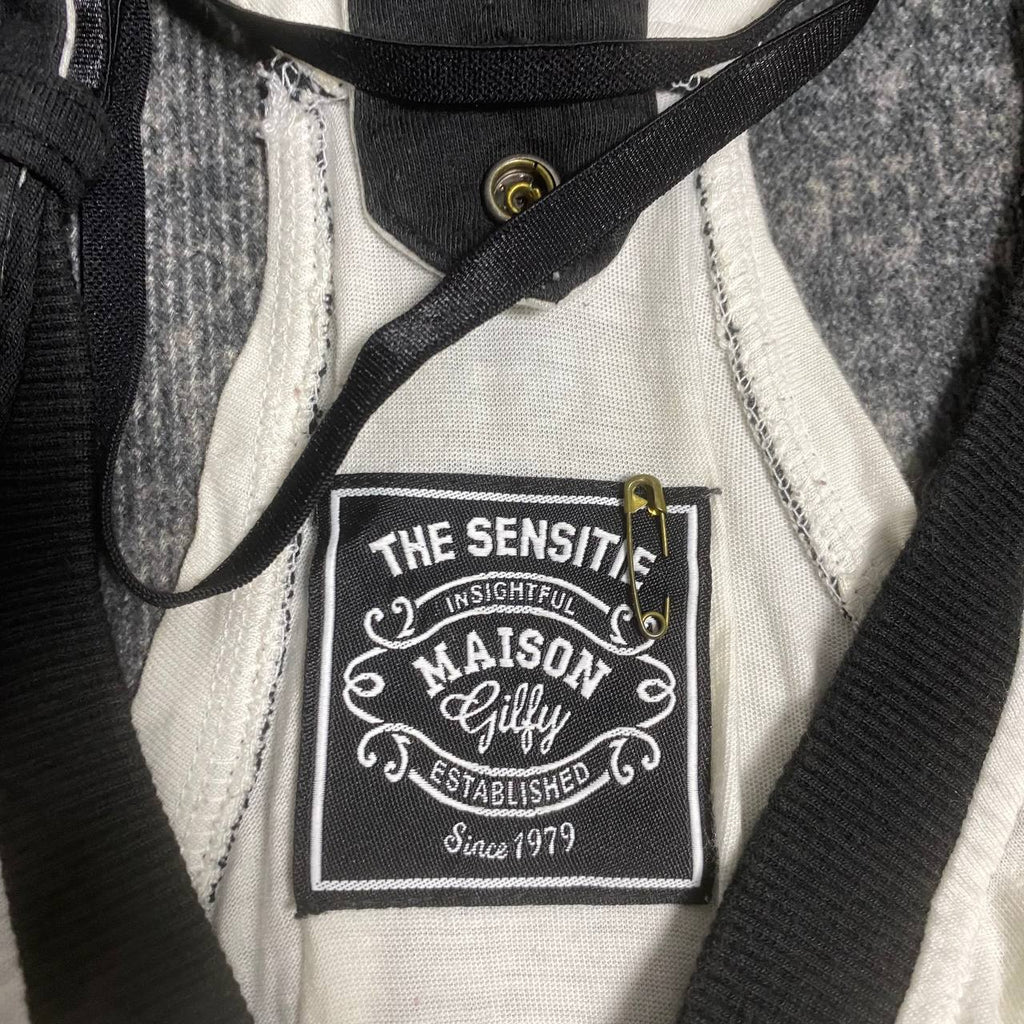 THE SENSITIE
INSIGHTFUL
MAISON
Gilfy
ESTABLISHED
Since 1979